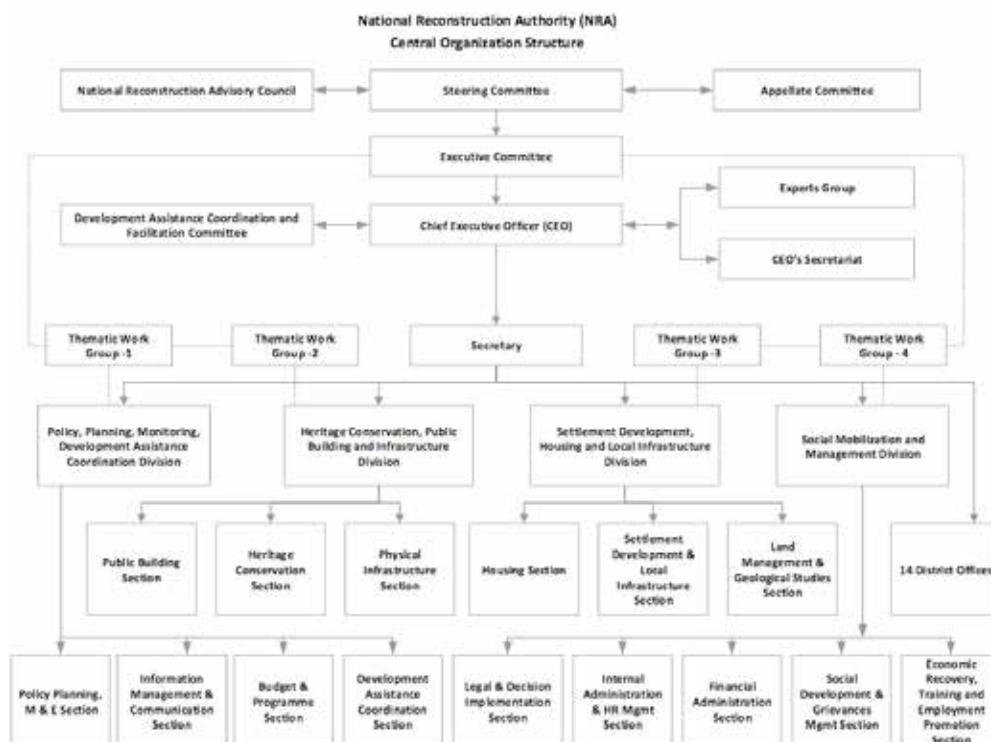 National Reconstruction Authority (NRA)
Central Organization Structure
National Reconstruction Advisory Council
Steering Committee
Appellate Committee
Executive Committee
Experts Group
Development Assistance Coordination and
Facilitation Committee
Chief Executive Officer (CEO)
CEO's Secretariat
Thematic Work
Group -1
Thematic Work
Group -2
Secretary
Thematic Work
Group -3
Thematic Work
Group - 4
Policy, Planning, Monitoring,
Development Assistance
Coordination Division
Heritage Conservation, Public
Building and Infrastructure
Division
Settlement Development,
Housing and Local Infrastructure
Division
Social Mobilization and
Management Division
Public Building
Section
Heritage
Conservation
Section
Physical
Infrastructure
Section
Housing Section
Settlement
Development &
Local
Infrastructure
Section
Land
Management &
Geological Studies
Section
14 District Offices
Policy Planning,
M & E Section
Information
Management &
Communication
Section
Budget &
Programme
Section
Development
Assistance
Coordination
Section
Legal & Decision
Implementation
Section
Internal
Administration
& HR Mgmt
Section
Financial
Administration
Section
Social
Development &
Grievances
Mgmt Section
Economic
Recovery,
Training and
Employment
Promotion
Section